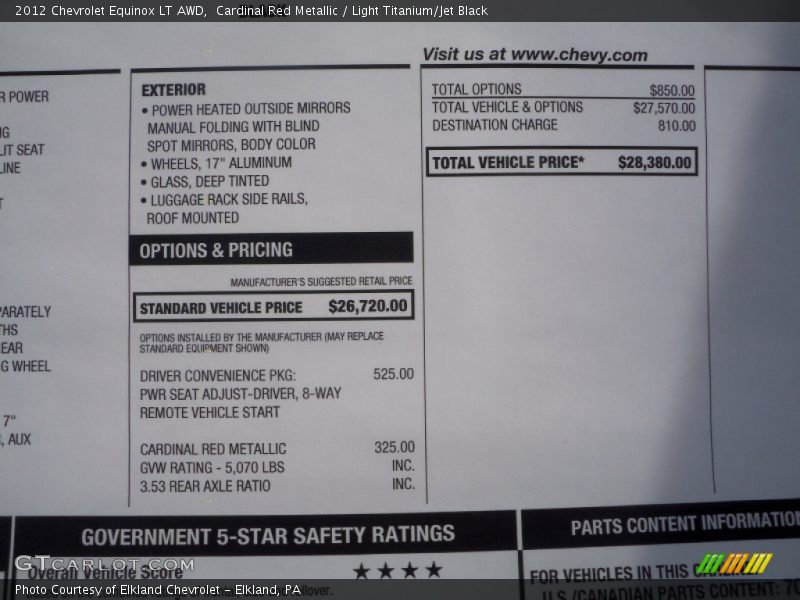 2012 Chevrolet Equinox LT AWD, Cardinal Red Metallic / Light Titanium/Jet Black
POWER
LIT SEAT
LINE
PARATELY
THS
EAR
G WHEEL
7"
, AUX
EXTERIOR
• POWER HEATED OUTSIDE MIRRORS
MANUAL FOLDING WITH BLIND
SPOT MIRRORS, BODY COLOR
• WHEELS, 17" ALUMINUM
• GLASS, DEEP TINTED
• LUGGAGE RACK SIDE RAILS,
ROOF MOUNTED
OPTIONS & PRICING
MANUFACTURER'S SUGGESTED RETAIL PRICE
STANDARD VEHICLE PRICE $26,720.00
OPTIONS INSTALLED BY THE MANUFACTURER (MAY REPLACE
STANDARD EQUIPMENT SHOWN)
DRIVER CONVENIENCE PKG: 525.00
PWR SEAT ADJUST-DRIVER, 8-WAY
REMOTE VEHICLE START
CARDINAL RED METALLIC 325.00
GVW RATING - 5,070 LBS INC.
3.53 REAR AXLE RATIO INC.
Visit us at www.chevy.com
TOTAL OPTIONS $850.00
TOTAL VEHICLE & OPTIONS $27,570.00
DESTINATION CHARGE 810.00
TOTAL VEHICLE PRICE* $28,380.00
GOVERNMENT 5-STAR SAFETY RATINGS
Overall Vehicle Score ★★★★
PARTS CONTENT INFORMATION
FOR VEHICLES IN THIS
U.S./CANADIAN PARTS CONTENT: 70
GTCARLOT.COM
Photo Courtesy of Elkland Chevrolet - Elkland, PA